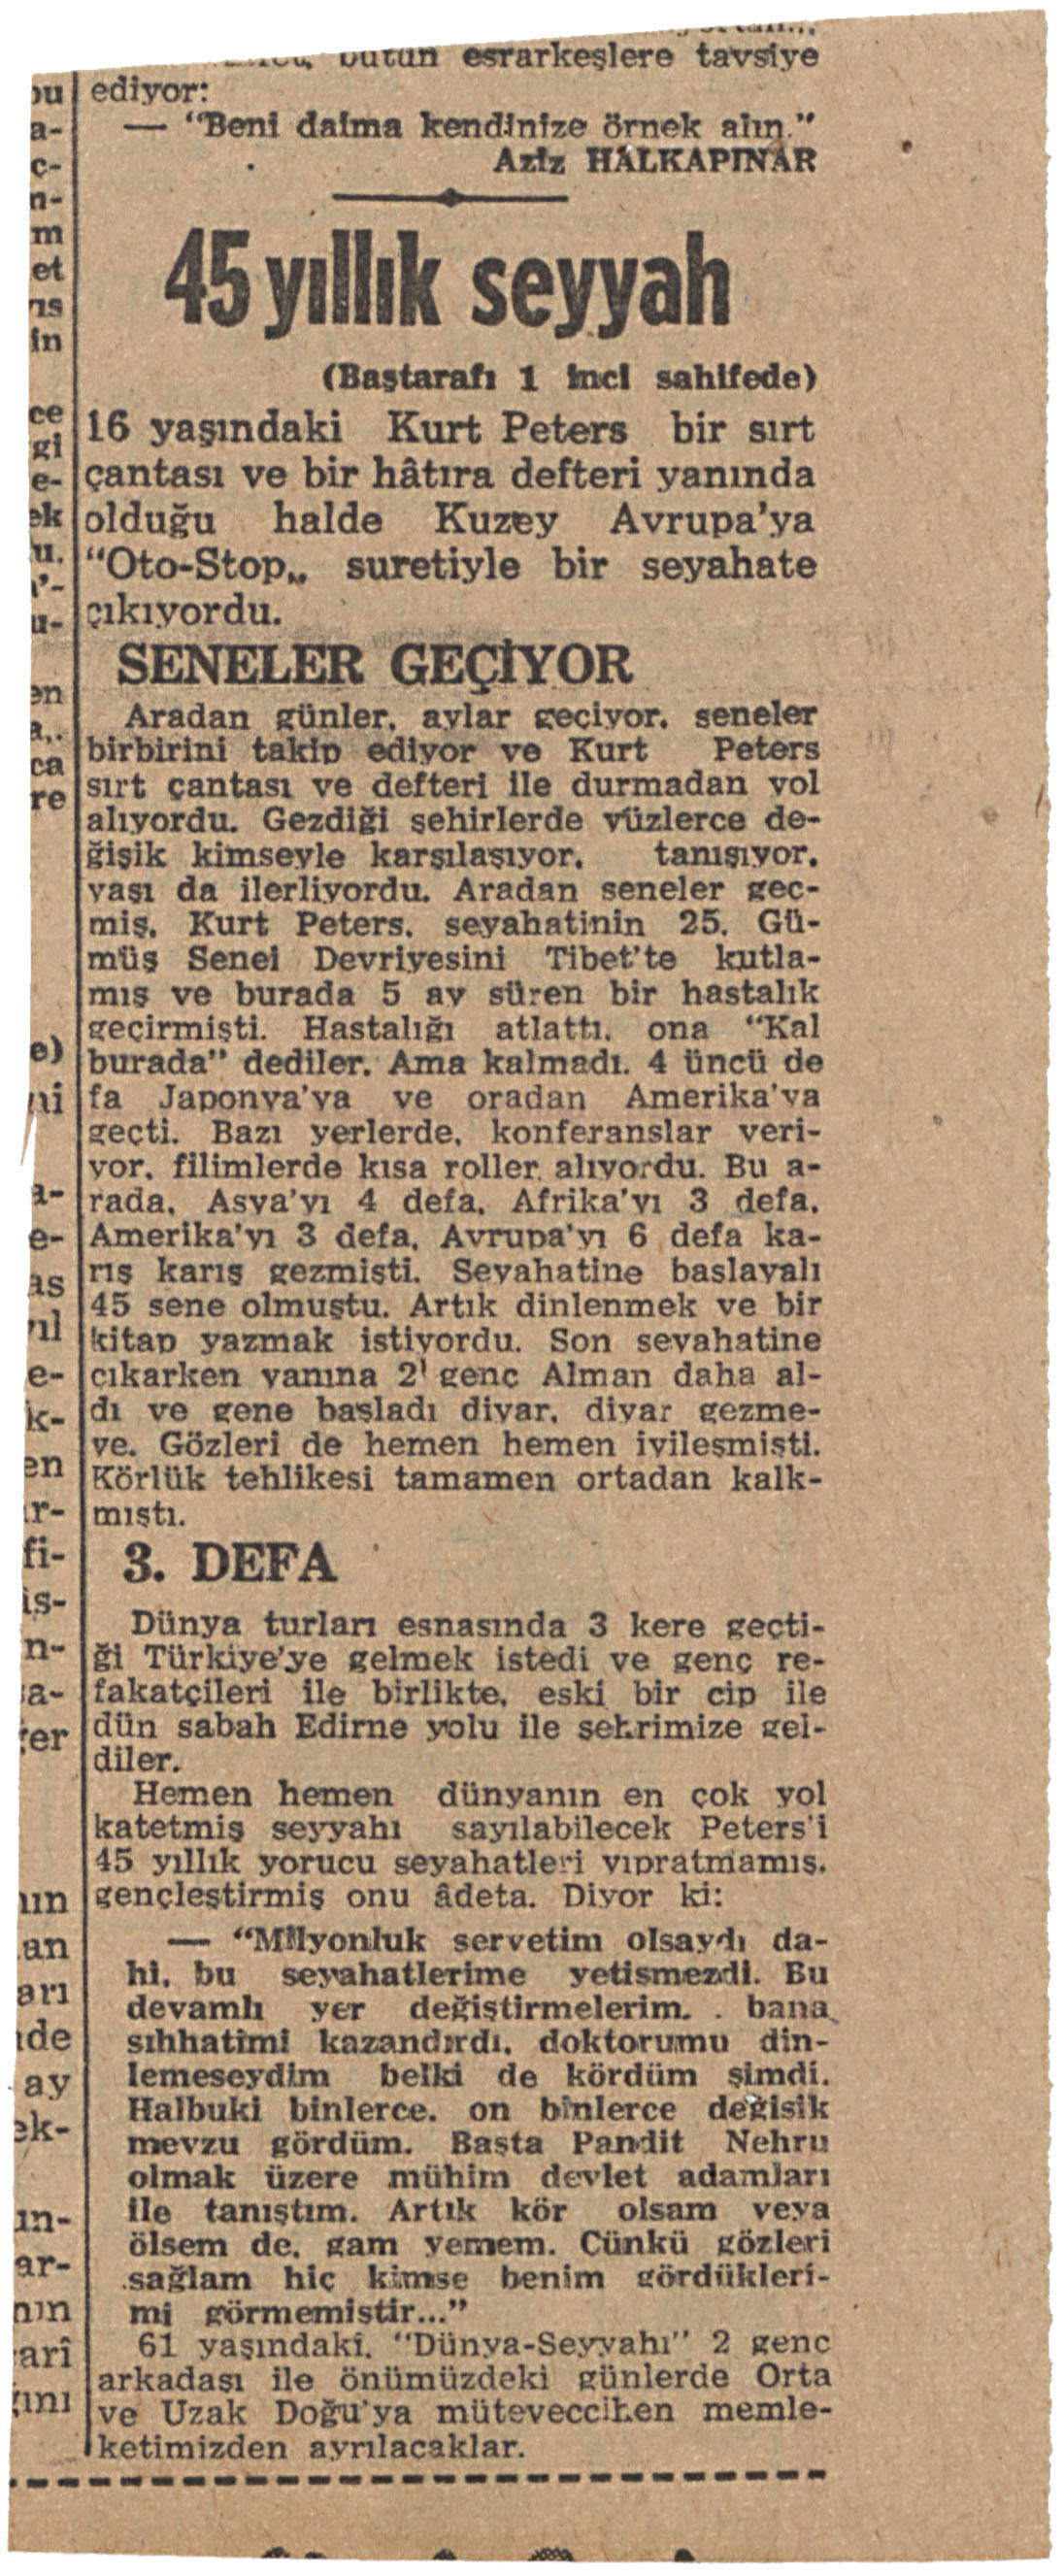 bütün esrarkeşlere tavsiye
ediyor:
— "Beni daima kendinize örnek alın."
Aziz HALKAPINAR
45 yıllık seyyah
(Baştarafı 1 inci sahifede)
16 yaşındaki Kurt Peters bir sırt
çantası ve bir hâtıra defteri yanında
olduğu halde Kuzey Avrupa'ya
"Oto-Stop„ suretiyle bir seyahate
çıkıyordu.
SENELER GEÇİYOR
Aradan günler, aylar geçiyor, seneler
birbirini takip ediyor ve Kurt Peters
sırt çantası ve defteri ile durmadan yol
alıyordu. Gezdiği şehirlerde yüzlerce de-
ğişik kimseyle karşılaşıyor, tanışıyor,
yaşı da ilerliyordu. Aradan seneler geç-
miş, Kurt Peters, seyahatinin 25. Gü-
müş Senei Devriyesini Tibet'te kutla-
mış ve burada 5 ay süren bir hastalık
geçirmişti. Hastalığı atlattı, ona "Kal
burada" dediler. Ama kalmadı. 4 üncü de
fa Japonya'ya ve oradan Amerika'ya
geçti. Bazı yerlerde, konferanslar veri-
yor, filimlerde kısa roller alıyordu. Bu a-
rada, Asya'yı 4 defa, Afrika'yı 3 defa,
Amerika'yı 3 defa, Avrupa'yı 6 defa ka-
rış karış gezmişti. Seyahatine başlayalı
45 sene olmuştu. Artık dinlenmek ve bir
kitap yazmak istiyordu. Son seyahatine
çıkarken yanına 2 genç Alman daha al-
dı ve gene başladı diyar, diyar gezme-
ye. Gözleri de hemen hemen iyileşmişti.
Körlük tehlikesi tamamen ortadan kalk-
mıştı.
3. DEFA
Dünya turları esnasında 3 kere geçti-
ği Türkiye'ye gelmek istedi ve genç re-
fakatçileri ile birlikte, eski bir cip ile
dün sabah Edirne yolu ile şehrimize gel-
diler.
Hemen hemen dünyanın en çok yol
katetmiş seyyahı sayılabilecek Peters'i
45 yıllık yorucu seyahatleri yıpratmamış,
gençleştirmiş onu âdeta. Diyor ki:
— "Milyonluk servetim olsaydı da-
hi, bu seyahatlerime yetişmezdi. Bu
devamlı yer değiştirmelerim. . bana
sıhhatimi kazandırdı, doktorumu din-
lemeseydim belki de kördüm şimdi.
Halbuki binlerce, on binlerce değişik
mevzu gördüm. Başta Pandit Nehru
olmak üzere mühim devlet adamları
ile tanıştım. Artık kör olsam veya
ölsem de, gam yemem. Çünkü gözleri
sağlam hiç kimse benim gördükleri-
mi görmemiştir..."
61 yaşındaki, "Dünya-Seyyahı" 2 genç
arkadaşı ile önümüzdeki günlerde Orta
ve Uzak Doğu'ya müteveccihen memle-
ketimizden ayrılacaklar.